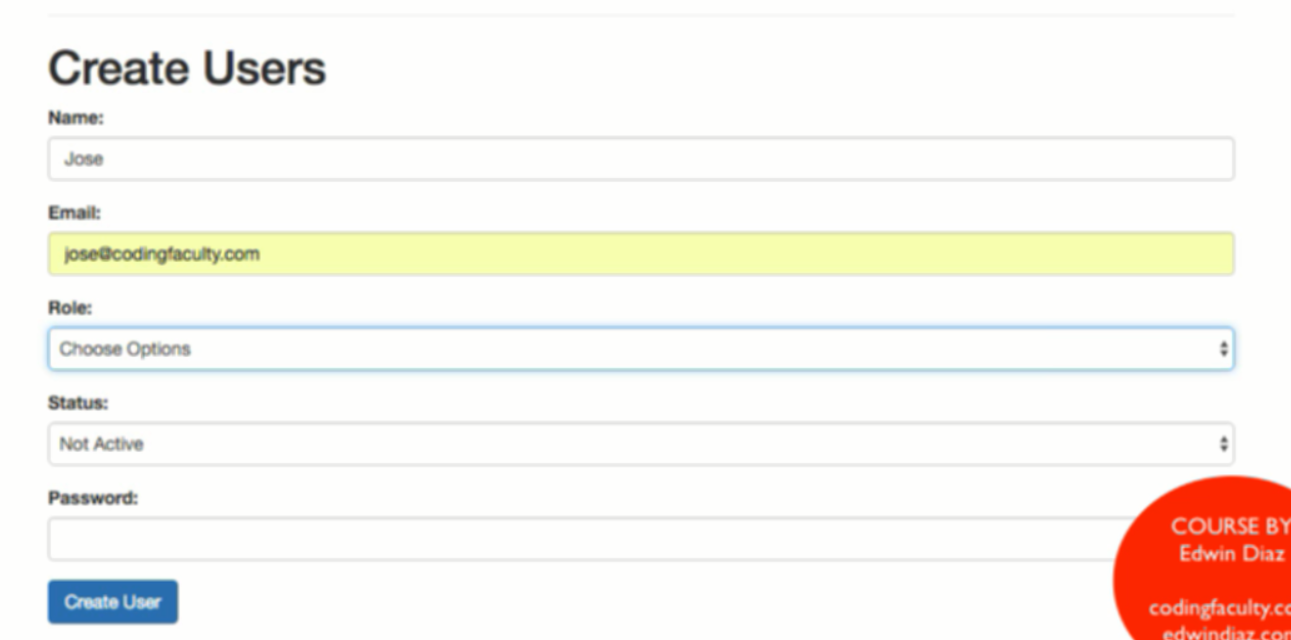 Create Users
Name:
Jose
Email:
jose@codingfaculty.com
Role:
Choose Options
Status:
Not Active
Password:
Create User
COURSE BY
Edwin Diaz